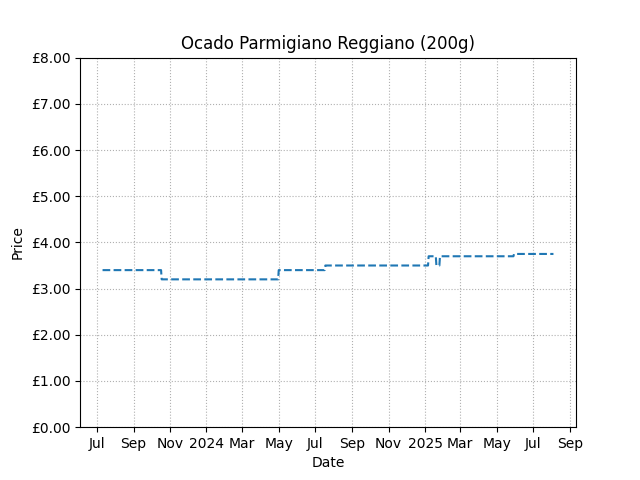 Ocado Parmigiano Reggiano (200g)
£8.00
£7.00
£6.00
£5.00
£4.00
£3.00
£2.00
£1.00
£0.00
Price
Jul Sep Nov 2024 Mar May Jul Sep Nov 2025 Mar May Jul Sep
Date